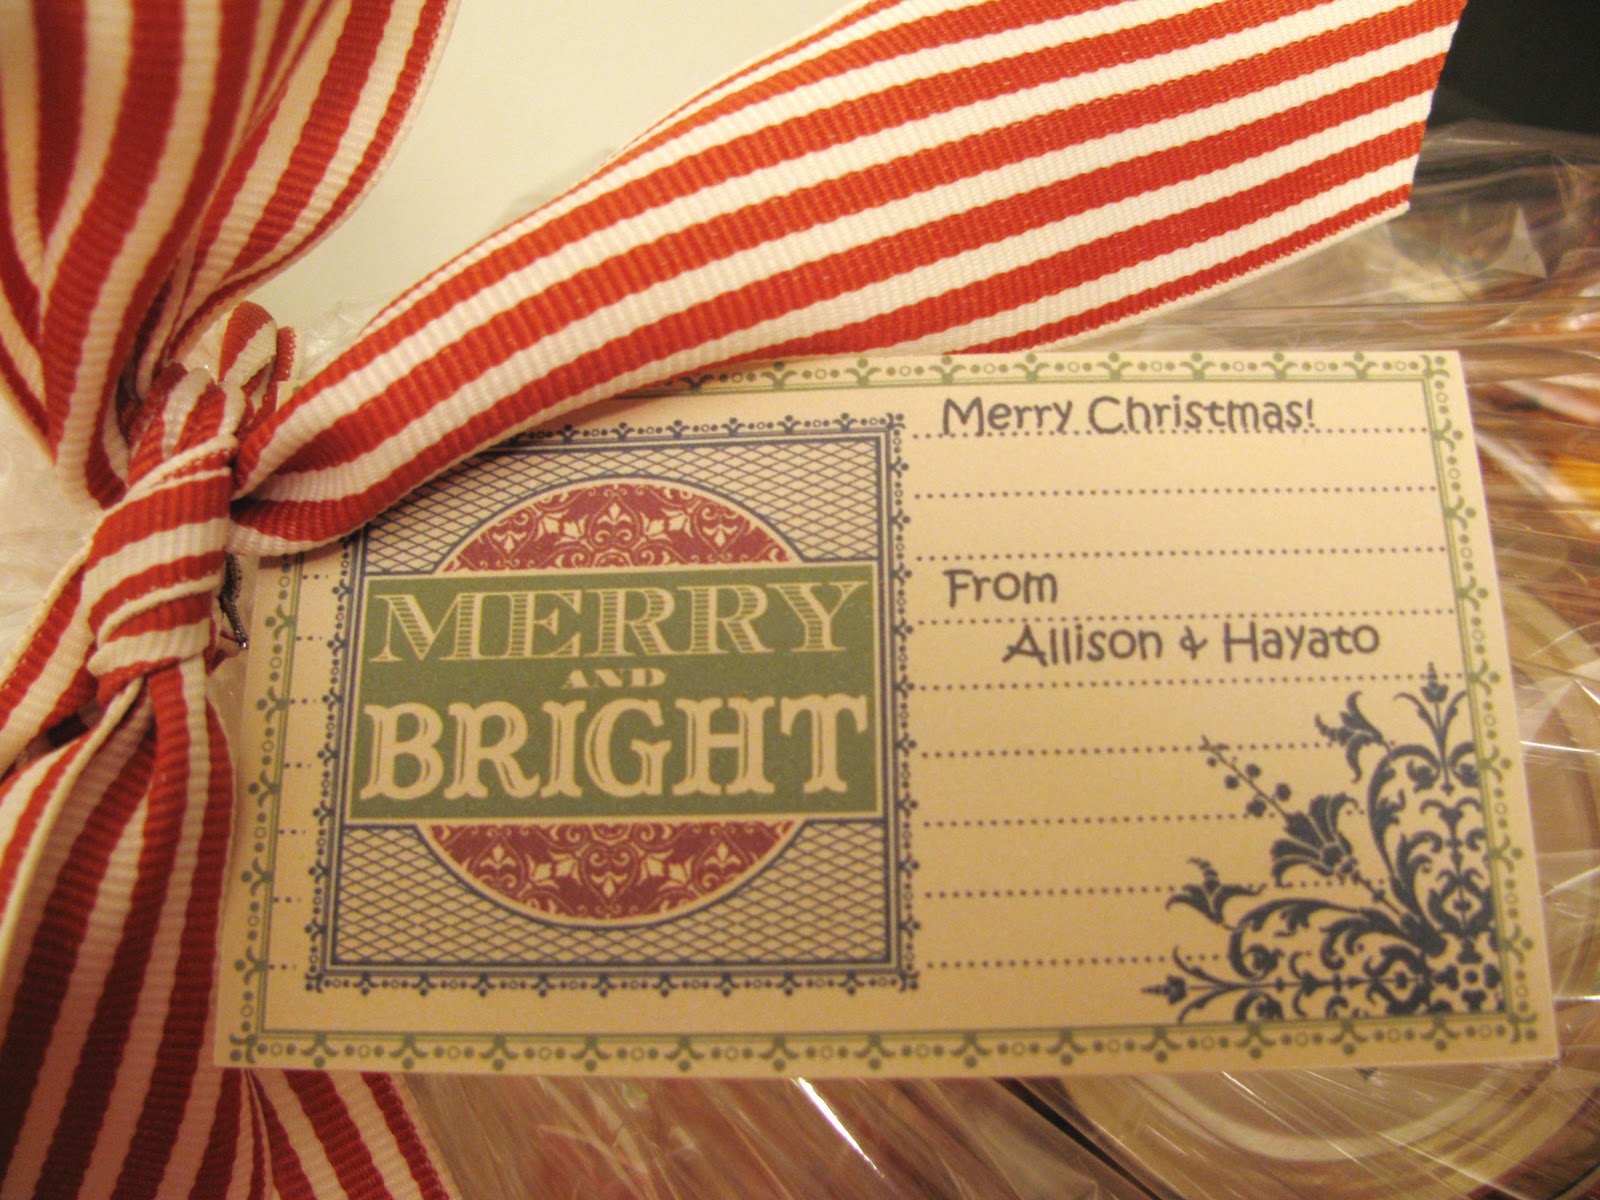 MERRY
AND
BRIGHT
Merry Christmas!
From
Allison & Hayato